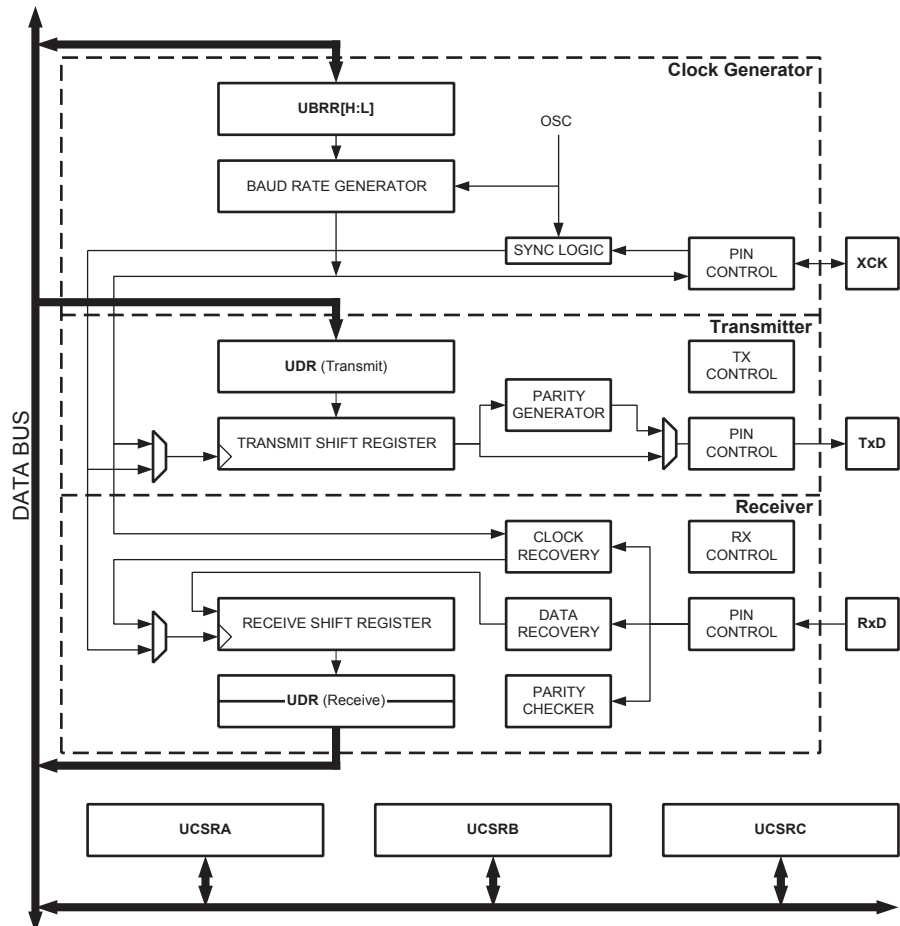 Clock Generator
UBRR[H:L]
OSC
BAUD RATE GENERATOR
SYNC LOGIC
PIN
CONTROL
XCK
Transmitter
UDR (Transmit)
TX
CONTROL
PARITY
GENERATOR
TRANSMIT SHIFT REGISTER
PIN
CONTROL
TxD
DATA BUS
Receiver
CLOCK
RECOVERY
RX
CONTROL
RECEIVE SHIFT REGISTER
DATA
RECOVERY
PIN
CONTROL
RxD
UDR (Receive)
PARITY
CHECKER
UCSRA
UCSRB
UCSRC